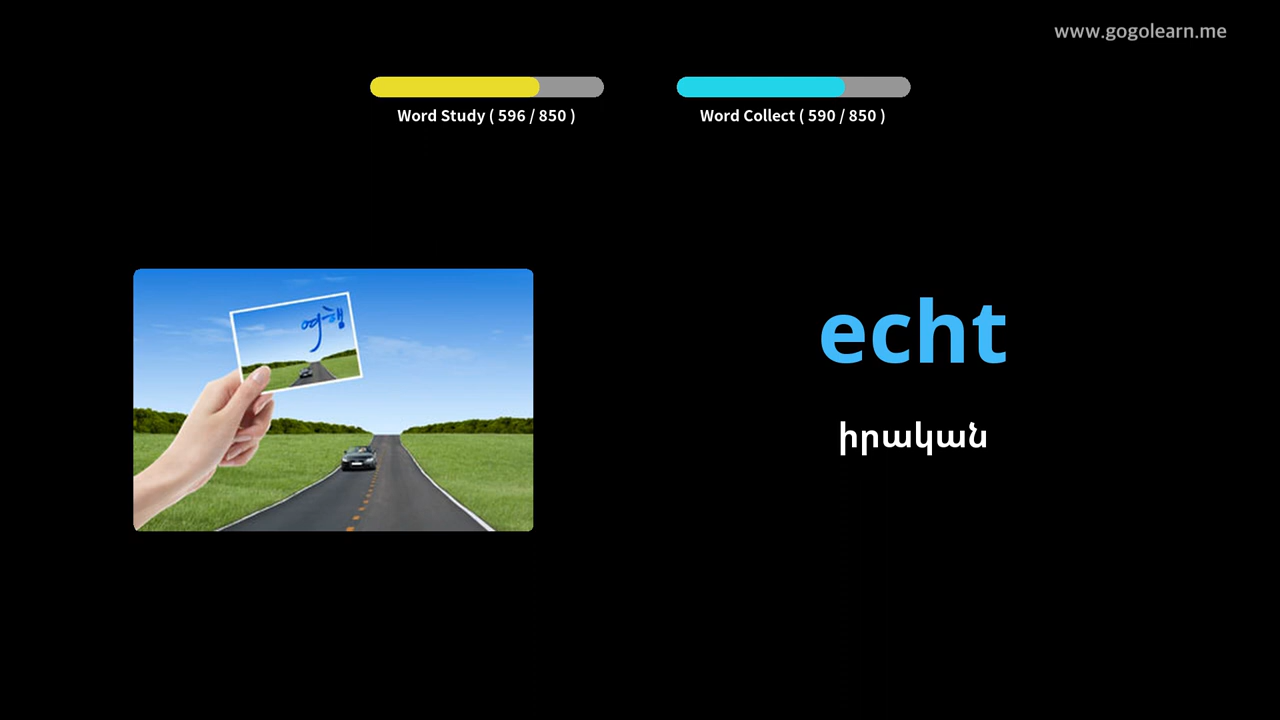 www.gogolearn.me
Word Study ( 596 / 850 )
Word Collect ( 590 / 850 )
여행
echt
իրական